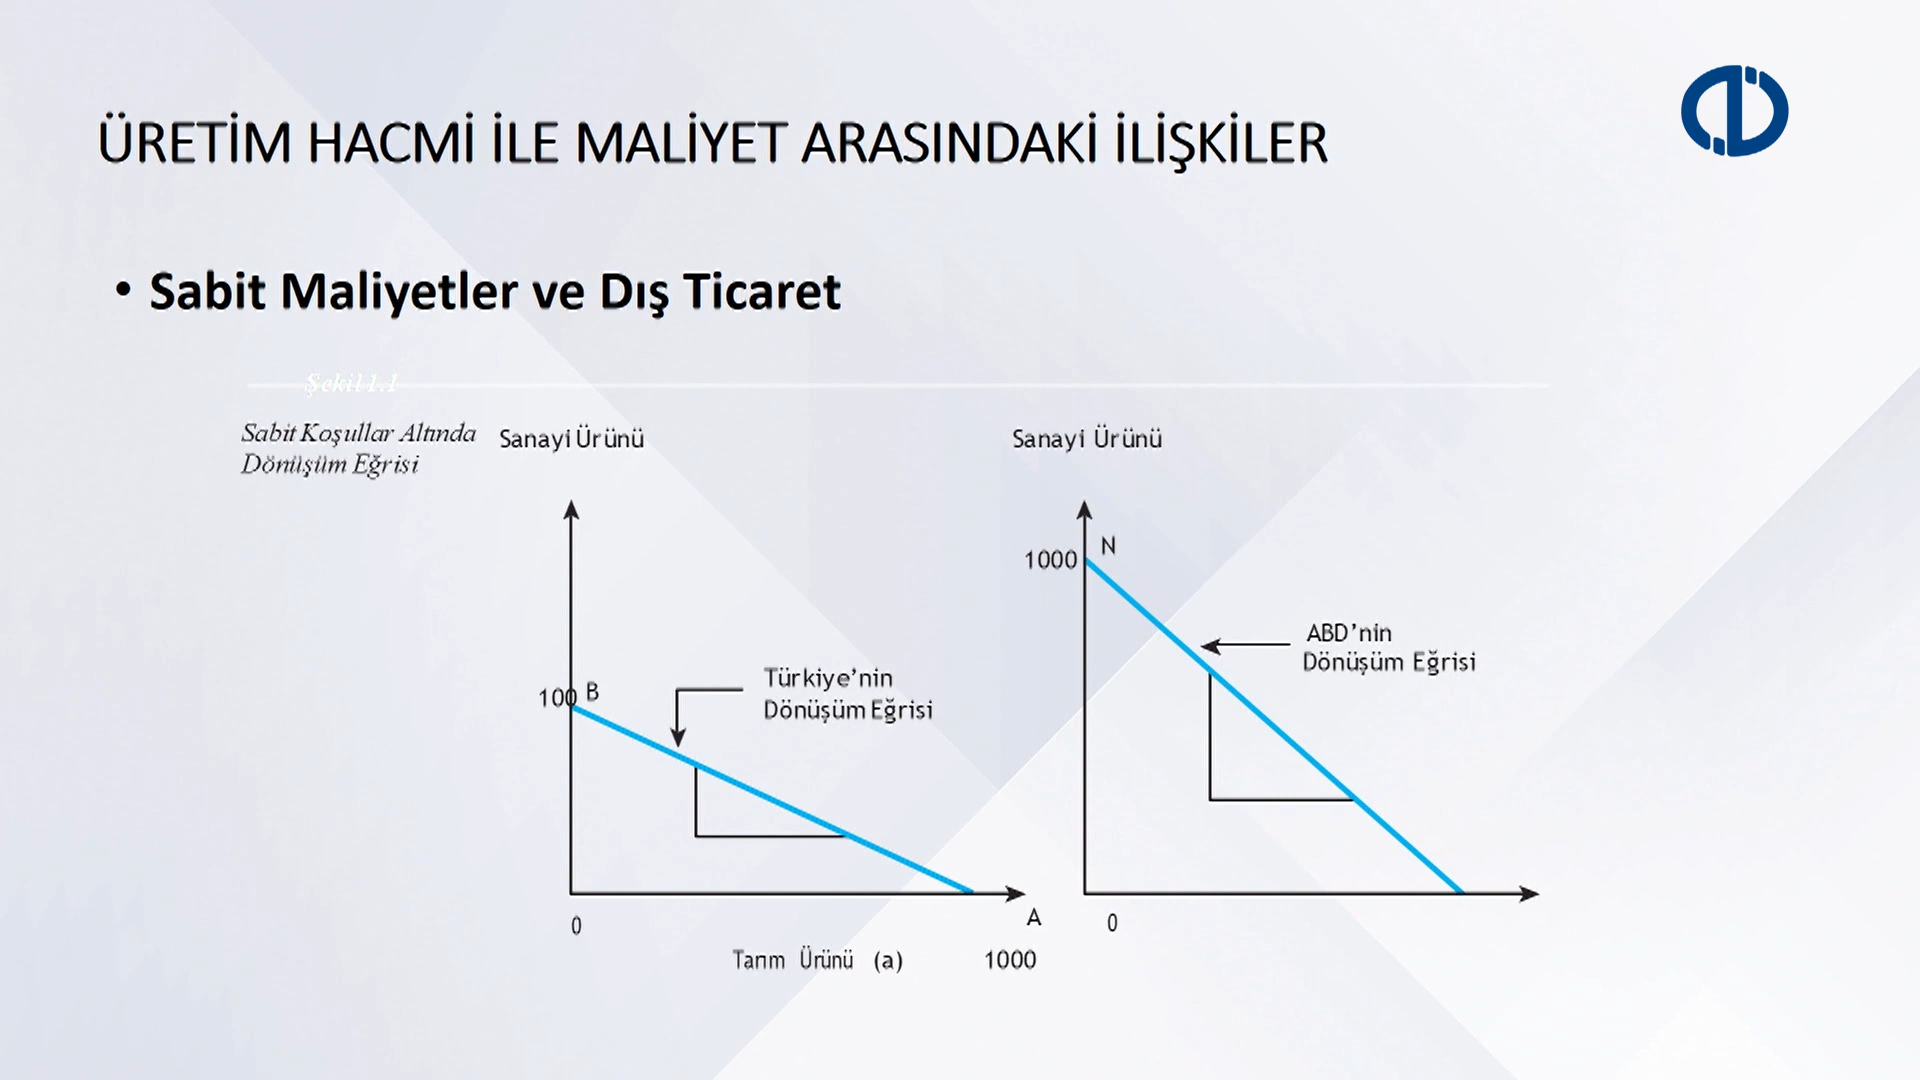 ÜRETİM HACMİ İLE MALİYET ARASINDAKİ İLİŞKİLER
• Sabit Maliyetler ve Dış Ticaret
Şekil 1.1
Sabit Koşullar Altında
Dönüşüm Eğrisi
Sanayi Ürünü
100
B
Türkiye'nin
Dönüşüm Eğrisi
0
A
Tarım Ürünü (a)
1000
Sanayi Ürünü
1000
N
ABD'nin
Dönüşüm Eğrisi
0